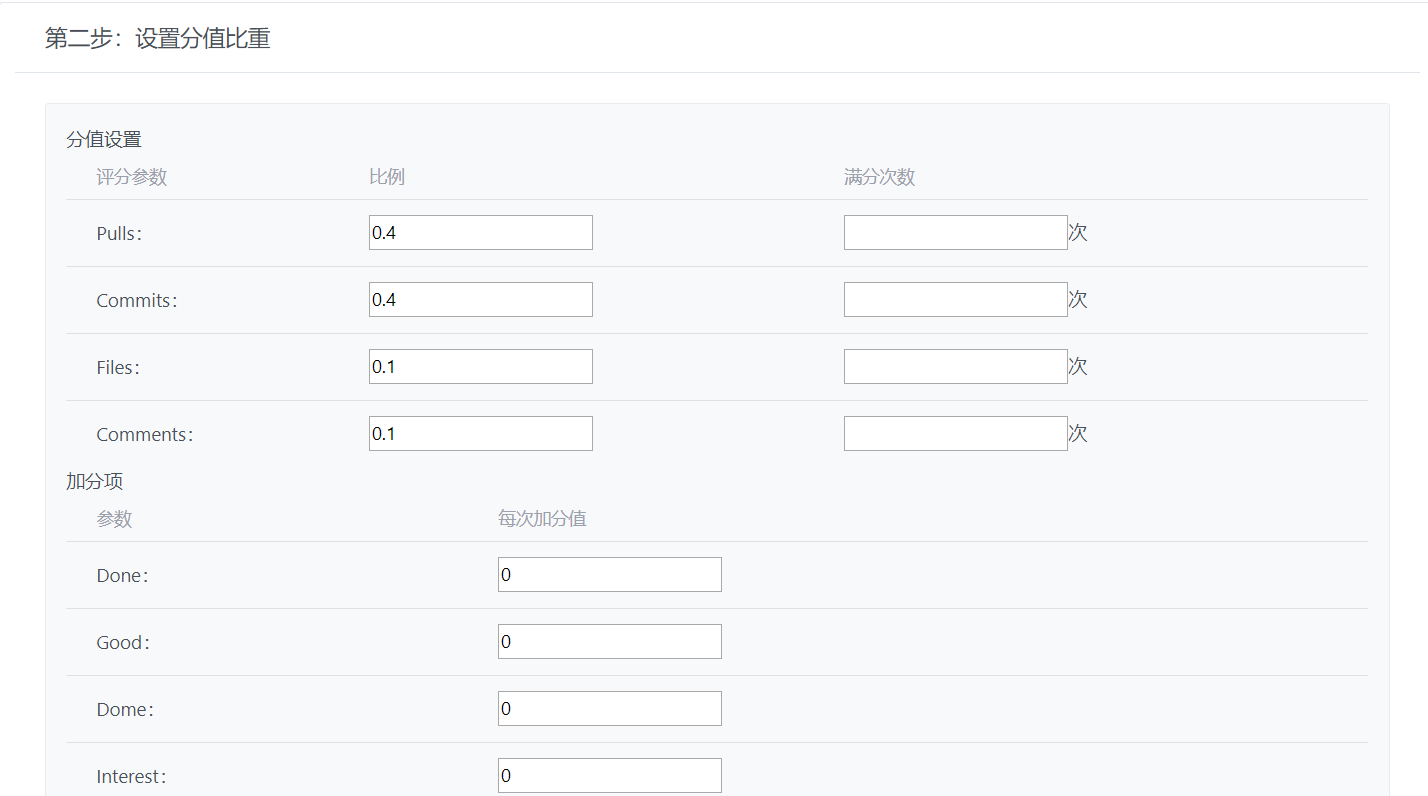 第二步：设置分值比重
分值设置
评分参数 比例 满分次数
Pulls： 0.4 次
Commits： 0.4 次
Files： 0.1 次
Comments： 0.1 次
加分项
参数 每次加分值
Done： 0
Good： 0
Dome： 0
Interest： 0